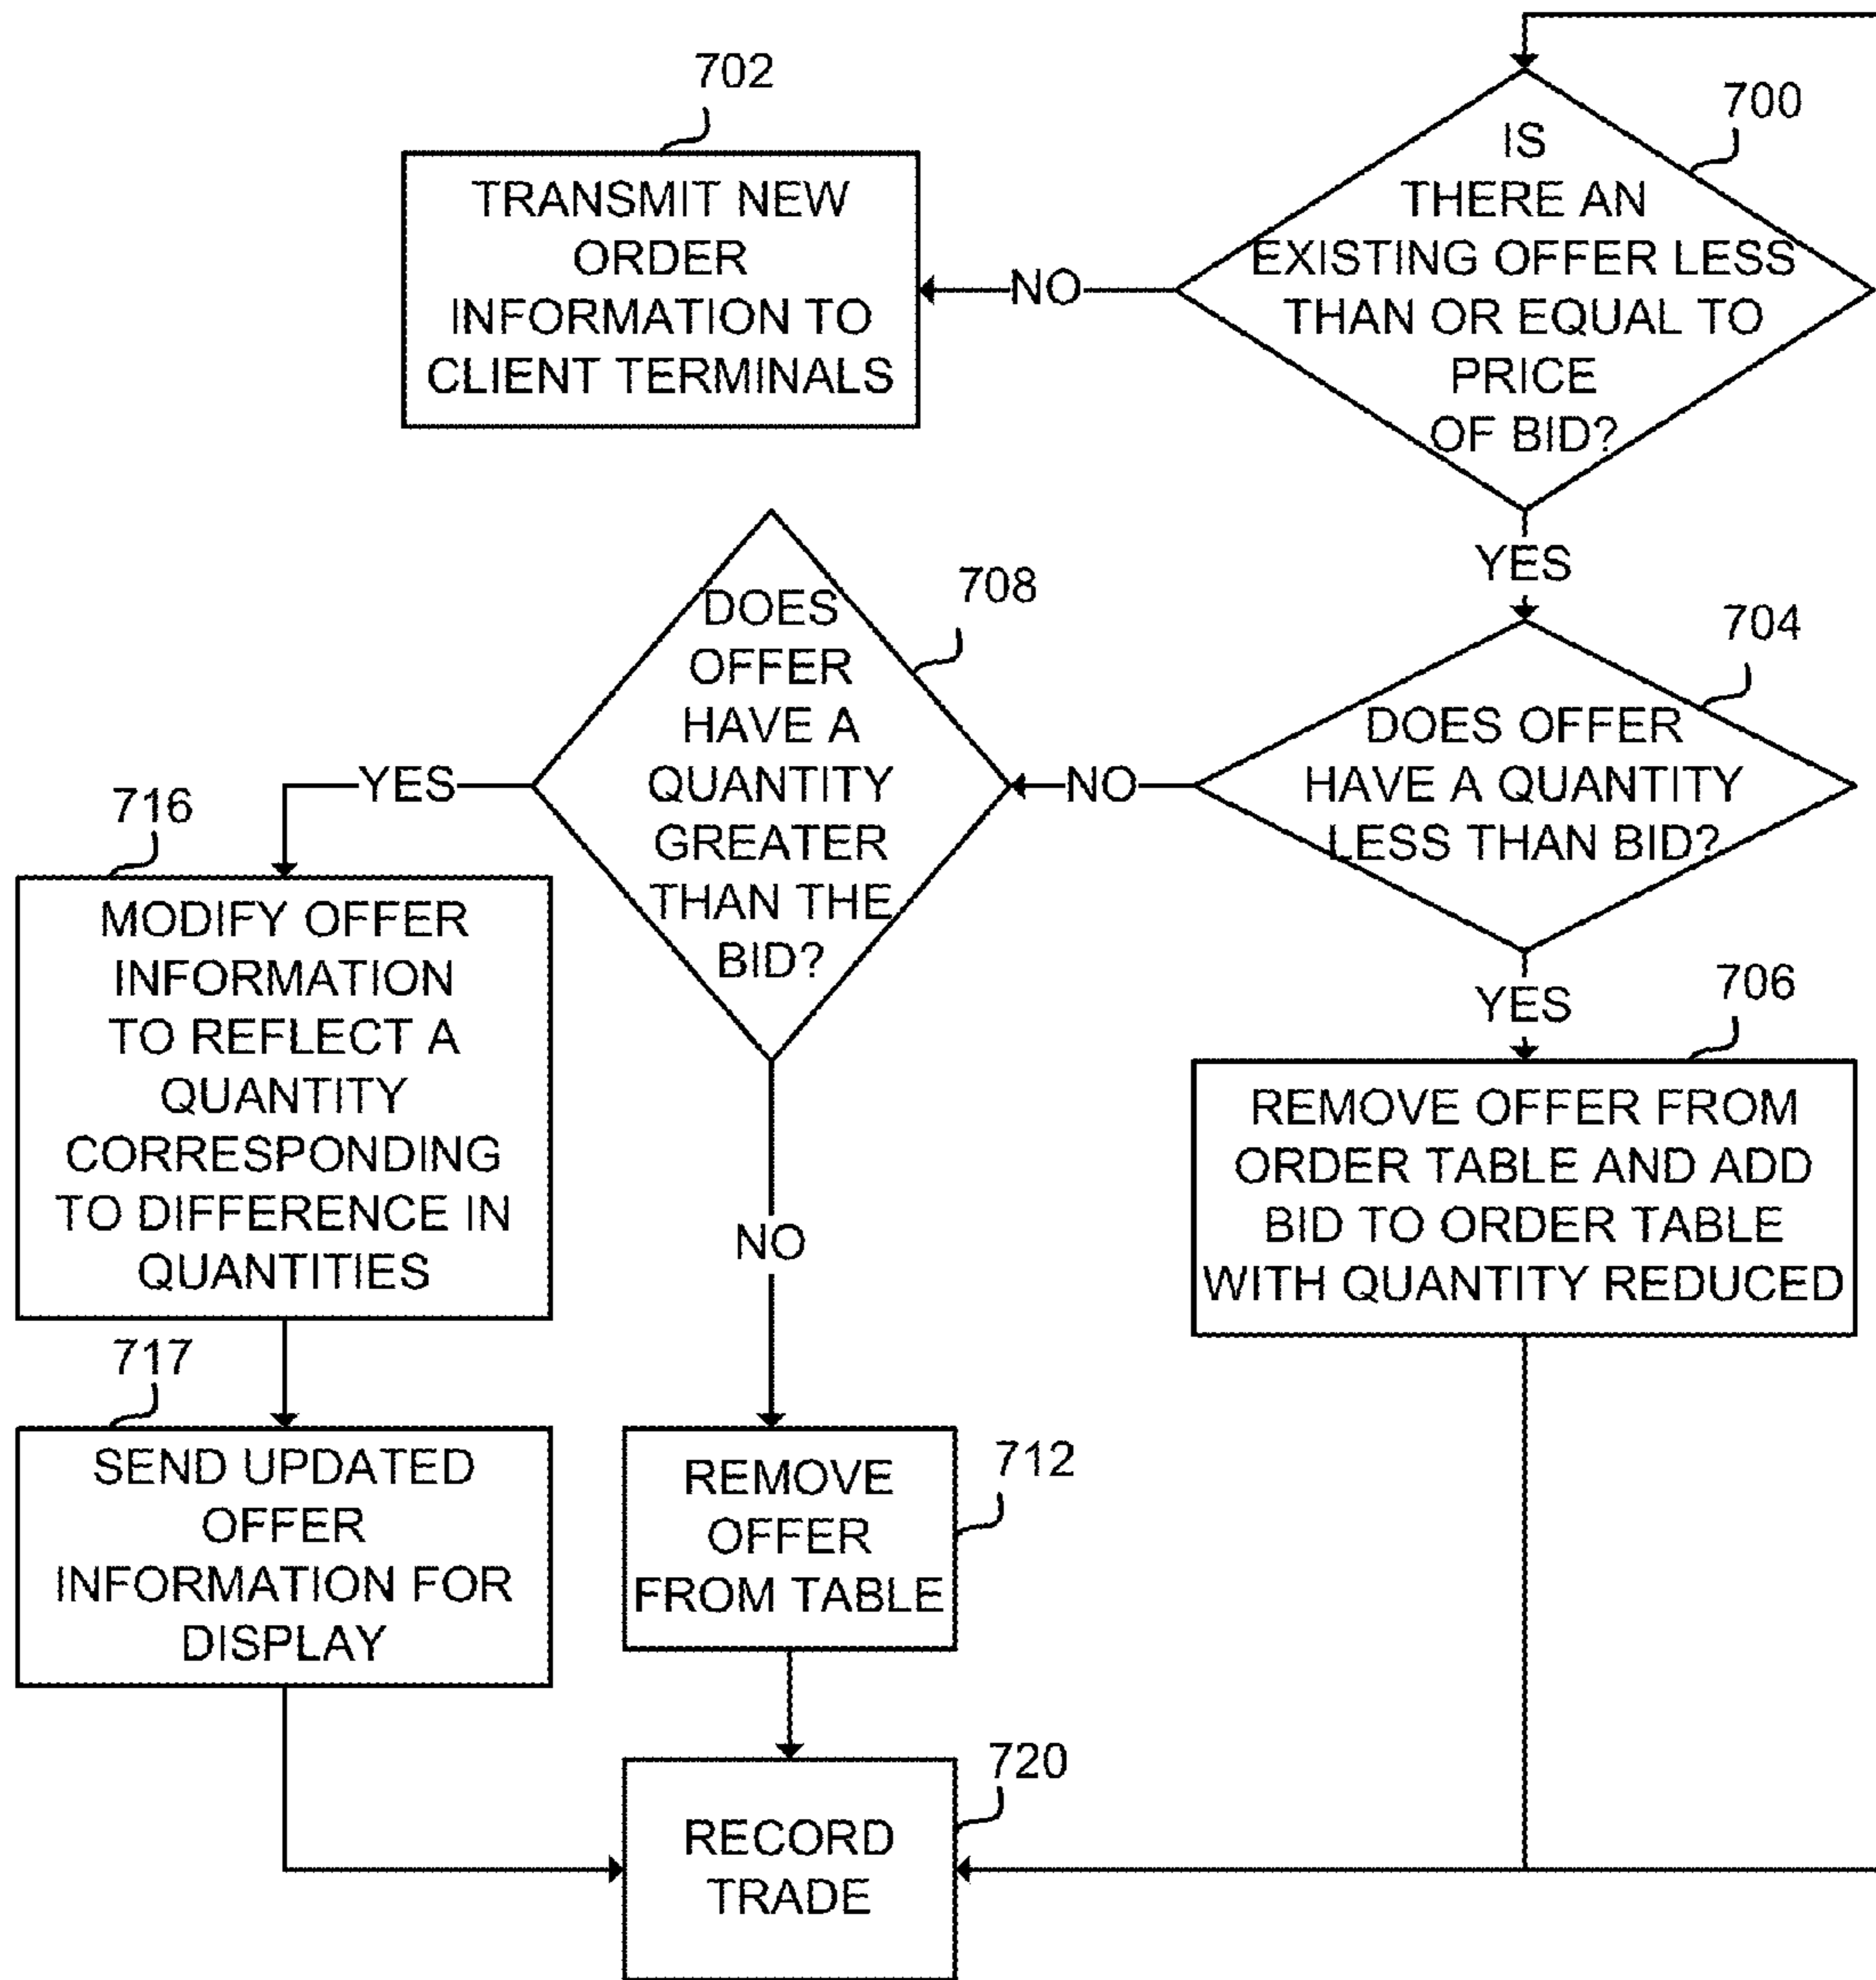 702
TRANSMIT NEW
ORDER
INFORMATION TO
CLIENT TERMINALS
700
IS
THERE AN
EXISTING OFFER LESS
THAN OR EQUAL TO
PRICE
OF BID?
NO
YES
704
DOES OFFER
HAVE A QUANTITY
LESS THAN BID?
NO
YES
708
DOES
OFFER
HAVE A
QUANTITY
GREATER
THAN THE
BID?
YES
NO
716
MODIFY OFFER
INFORMATION
TO REFLECT A
QUANTITY
CORRESPONDING
TO DIFFERENCE IN
QUANTITIES
706
REMOVE OFFER FROM
ORDER TABLE AND ADD
BID TO ORDER TABLE
WITH QUANTITY REDUCED
717
SEND UPDATED
OFFER
INFORMATION FOR
DISPLAY
712
REMOVE
OFFER
FROM TABLE
720
RECORD
TRADE